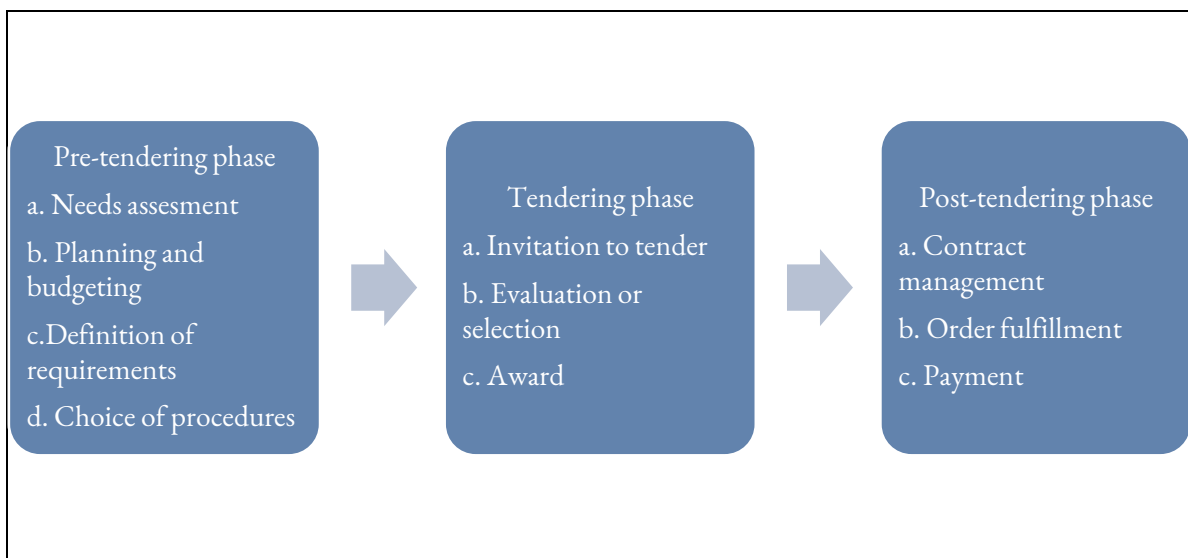 Pre-tendering phase
a. Needs assesment
b. Planning and
budgeting
c.Definition of
requirements
d. Choice of procedures
Tendering phase
a. Invitation to tender
b. Evaluation or
selection
c. Award
Post-tendering phase
a. Contract
management
b. Order fulfillment
c. Payment